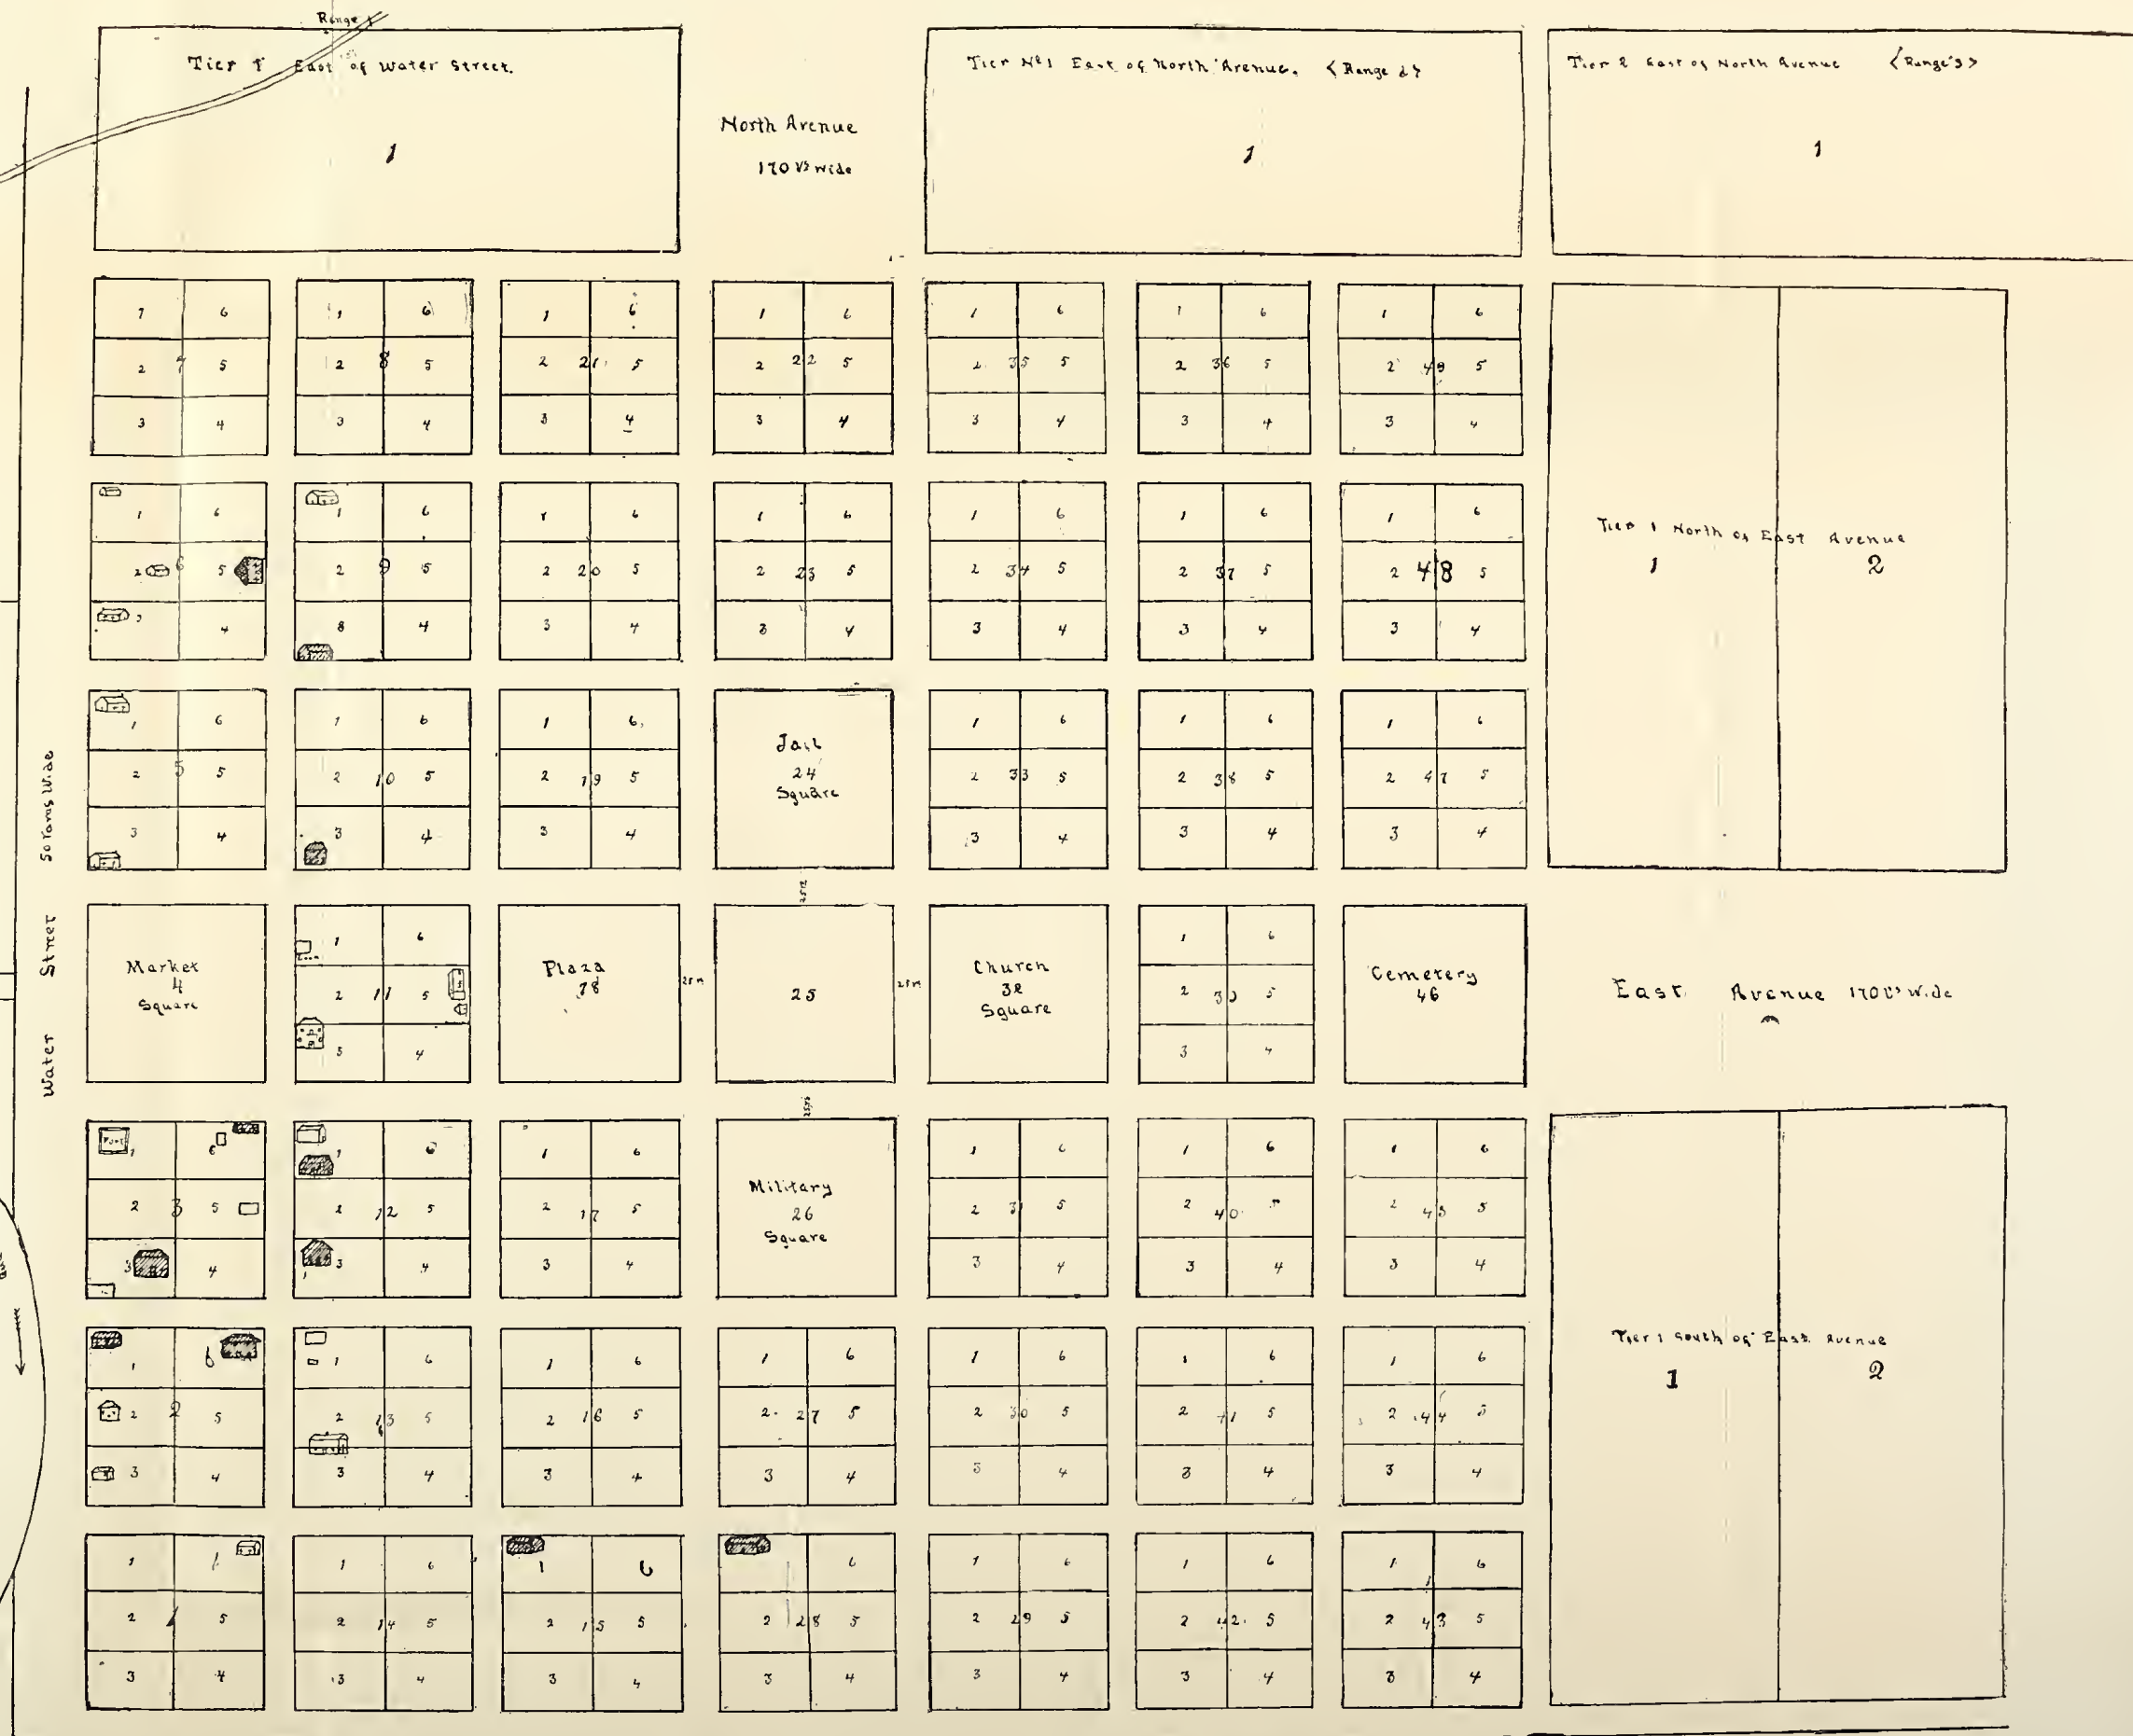 Range 1
Tier 1 East of Water Street.
1
North Avenue
170 Vs wide
Tier No 1 East of North Avenue. <Range 2>
1
Tier 2 East of North Avenue <Range 3>
1
1 6
2 7 5
3 4
1 6
2 8 5
3 4
1 6
2 21 5
3 4
1 6
2 22 5
3 4
1 6
2 35 5
3 4
1 6
2 36 5
3 4
1 6
2 49 5
3 4
1 6
2 6 5
3 4
1 6
2 9 5
3 4
1 6
2 20 5
3 4
1 6
2 23 5
3 4
1 6
2 34 5
3 4
1 6
2 37 5
3 4
1 6
2 48 5
3 4
Tier 1 North of East Avenue
1 2
1 6
2 5 5
3 4
1 6
2 10 5
3 4
1 6
2 19 5
3 4
Jail
24
Square
1 6
2 33 5
3 4
1 6
2 38 5
3 4
1 6
2 47 5
3 4
Water Street 50 Varas Wide
Market
4
Square
1 6
2 11 5
3 4
Plaza
18
25
Church
32
Square
1 6
2 39 5
3 4
Cemetery
46
East Avenue 170 Vs Wide
Fort
1 6
2 3 5
3 4
1 6
2 12 5
3 4
1 6
2 17 5
3 4
Military
26
Square
1 6
2 31 5
3 4
1 6
2 40 5
3 4
1 6
2 45 5
3 4
1 6
2 2 5
3 4
1 6
2 13 5
3 4
1 6
2 16 5
3 4
1 6
2 27 5
3 4
1 6
2 30 5
3 4
1 6
2 41 5
3 4
1 6
2 44 5
3 4
Tier 1 South of East Avenue
1 2
1 6
2 1 5
3 4
1 6
2 14 5
3 4
1 6
2 15 5
3 4
6
2 28 5
3 4
1 6
2 29 5
3 4
1 6
2 42 5
3 4
1 6
2 43 5
3 4